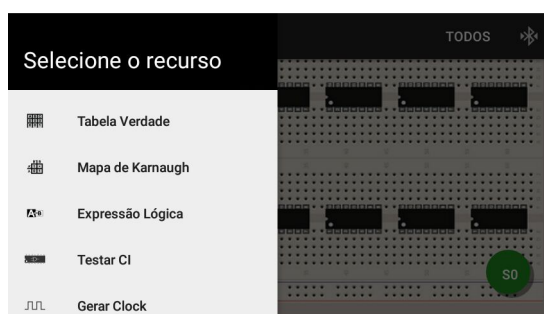 TODOS
Selecione o recurso
Tabela Verdade
Mapa de Karnaugh
Expressão Lógica
Testar CI
S0
Gerar Clock